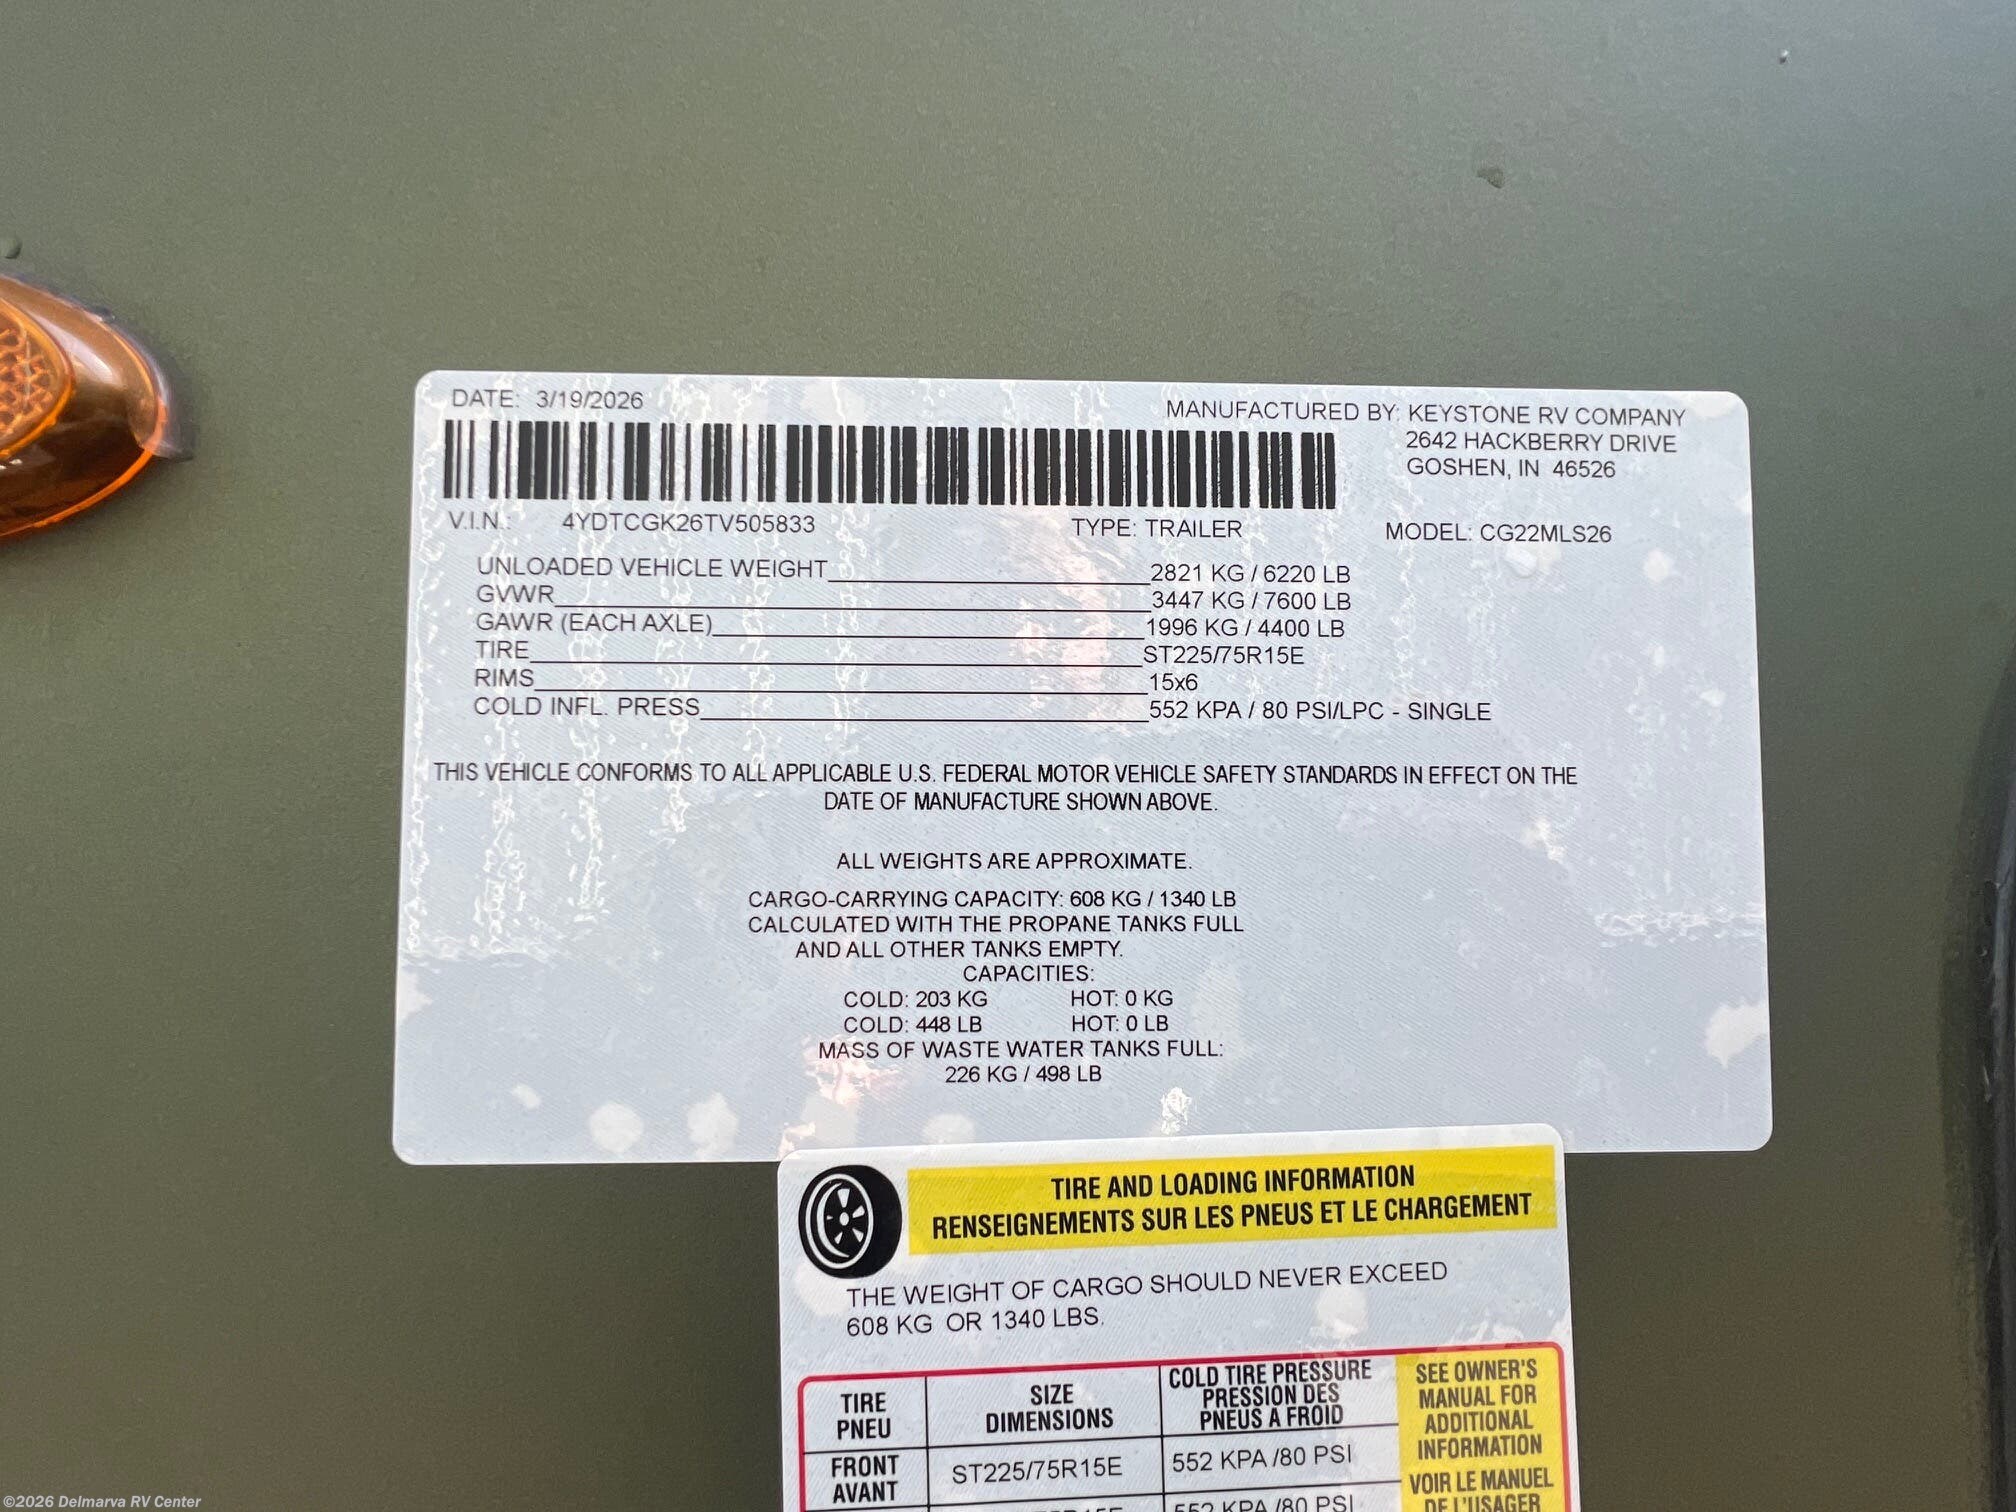 DATE: 3/19/2026
MANUFACTURED BY: KEYSTONE RV COMPANY
2642 HACKBERRY DRIVE
GOSHEN, IN 46526
V.I.N.: 4YDTCGK26TV505833 TYPE: TRAILER MODEL: CG22MLS26
UNLOADED VEHICLE WEIGHT 2821 KG / 6220 LB
GVWR 3447 KG / 7600 LB
GAWR (EACH AXLE) 1996 KG / 4400 LB
TIRE ST225/75R15E
RIMS 15x6
COLD INFL. PRESS 552 KPA / 80 PSI/LPC - SINGLE
THIS VEHICLE CONFORMS TO ALL APPLICABLE U.S. FEDERAL MOTOR VEHICLE SAFETY STANDARDS IN EFFECT ON THE
DATE OF MANUFACTURE SHOWN ABOVE.
ALL WEIGHTS ARE APPROXIMATE.
CARGO-CARRYING CAPACITY: 608 KG / 1340 LB
CALCULATED WITH THE PROPANE TANKS FULL
AND ALL OTHER TANKS EMPTY.
CAPACITIES:
COLD: 203 KG HOT: 0 KG
COLD: 448 LB HOT: 0 LB
MASS OF WASTE WATER TANKS FULL:
226 KG / 498 LB
TIRE AND LOADING INFORMATION
RENSEIGNEMENTS SUR LES PNEUS ET LE CHARGEMENT
THE WEIGHT OF CARGO SHOULD NEVER EXCEED
608 KG OR 1340 LBS.
TIRE
PNEU
SIZE
DIMENSIONS
COLD TIRE PRESSURE
PRESSION DES
PNEUS A FROID
SEE OWNER'S
MANUAL FOR
ADDITIONAL
INFORMATION
VOIR LE MANUEL
DE L'USAGER
FRONT
AVANT
ST225/75R15E
552 KPA /80 PSI
552 KPA /80 PSI
©2026 Delmarva RV Center